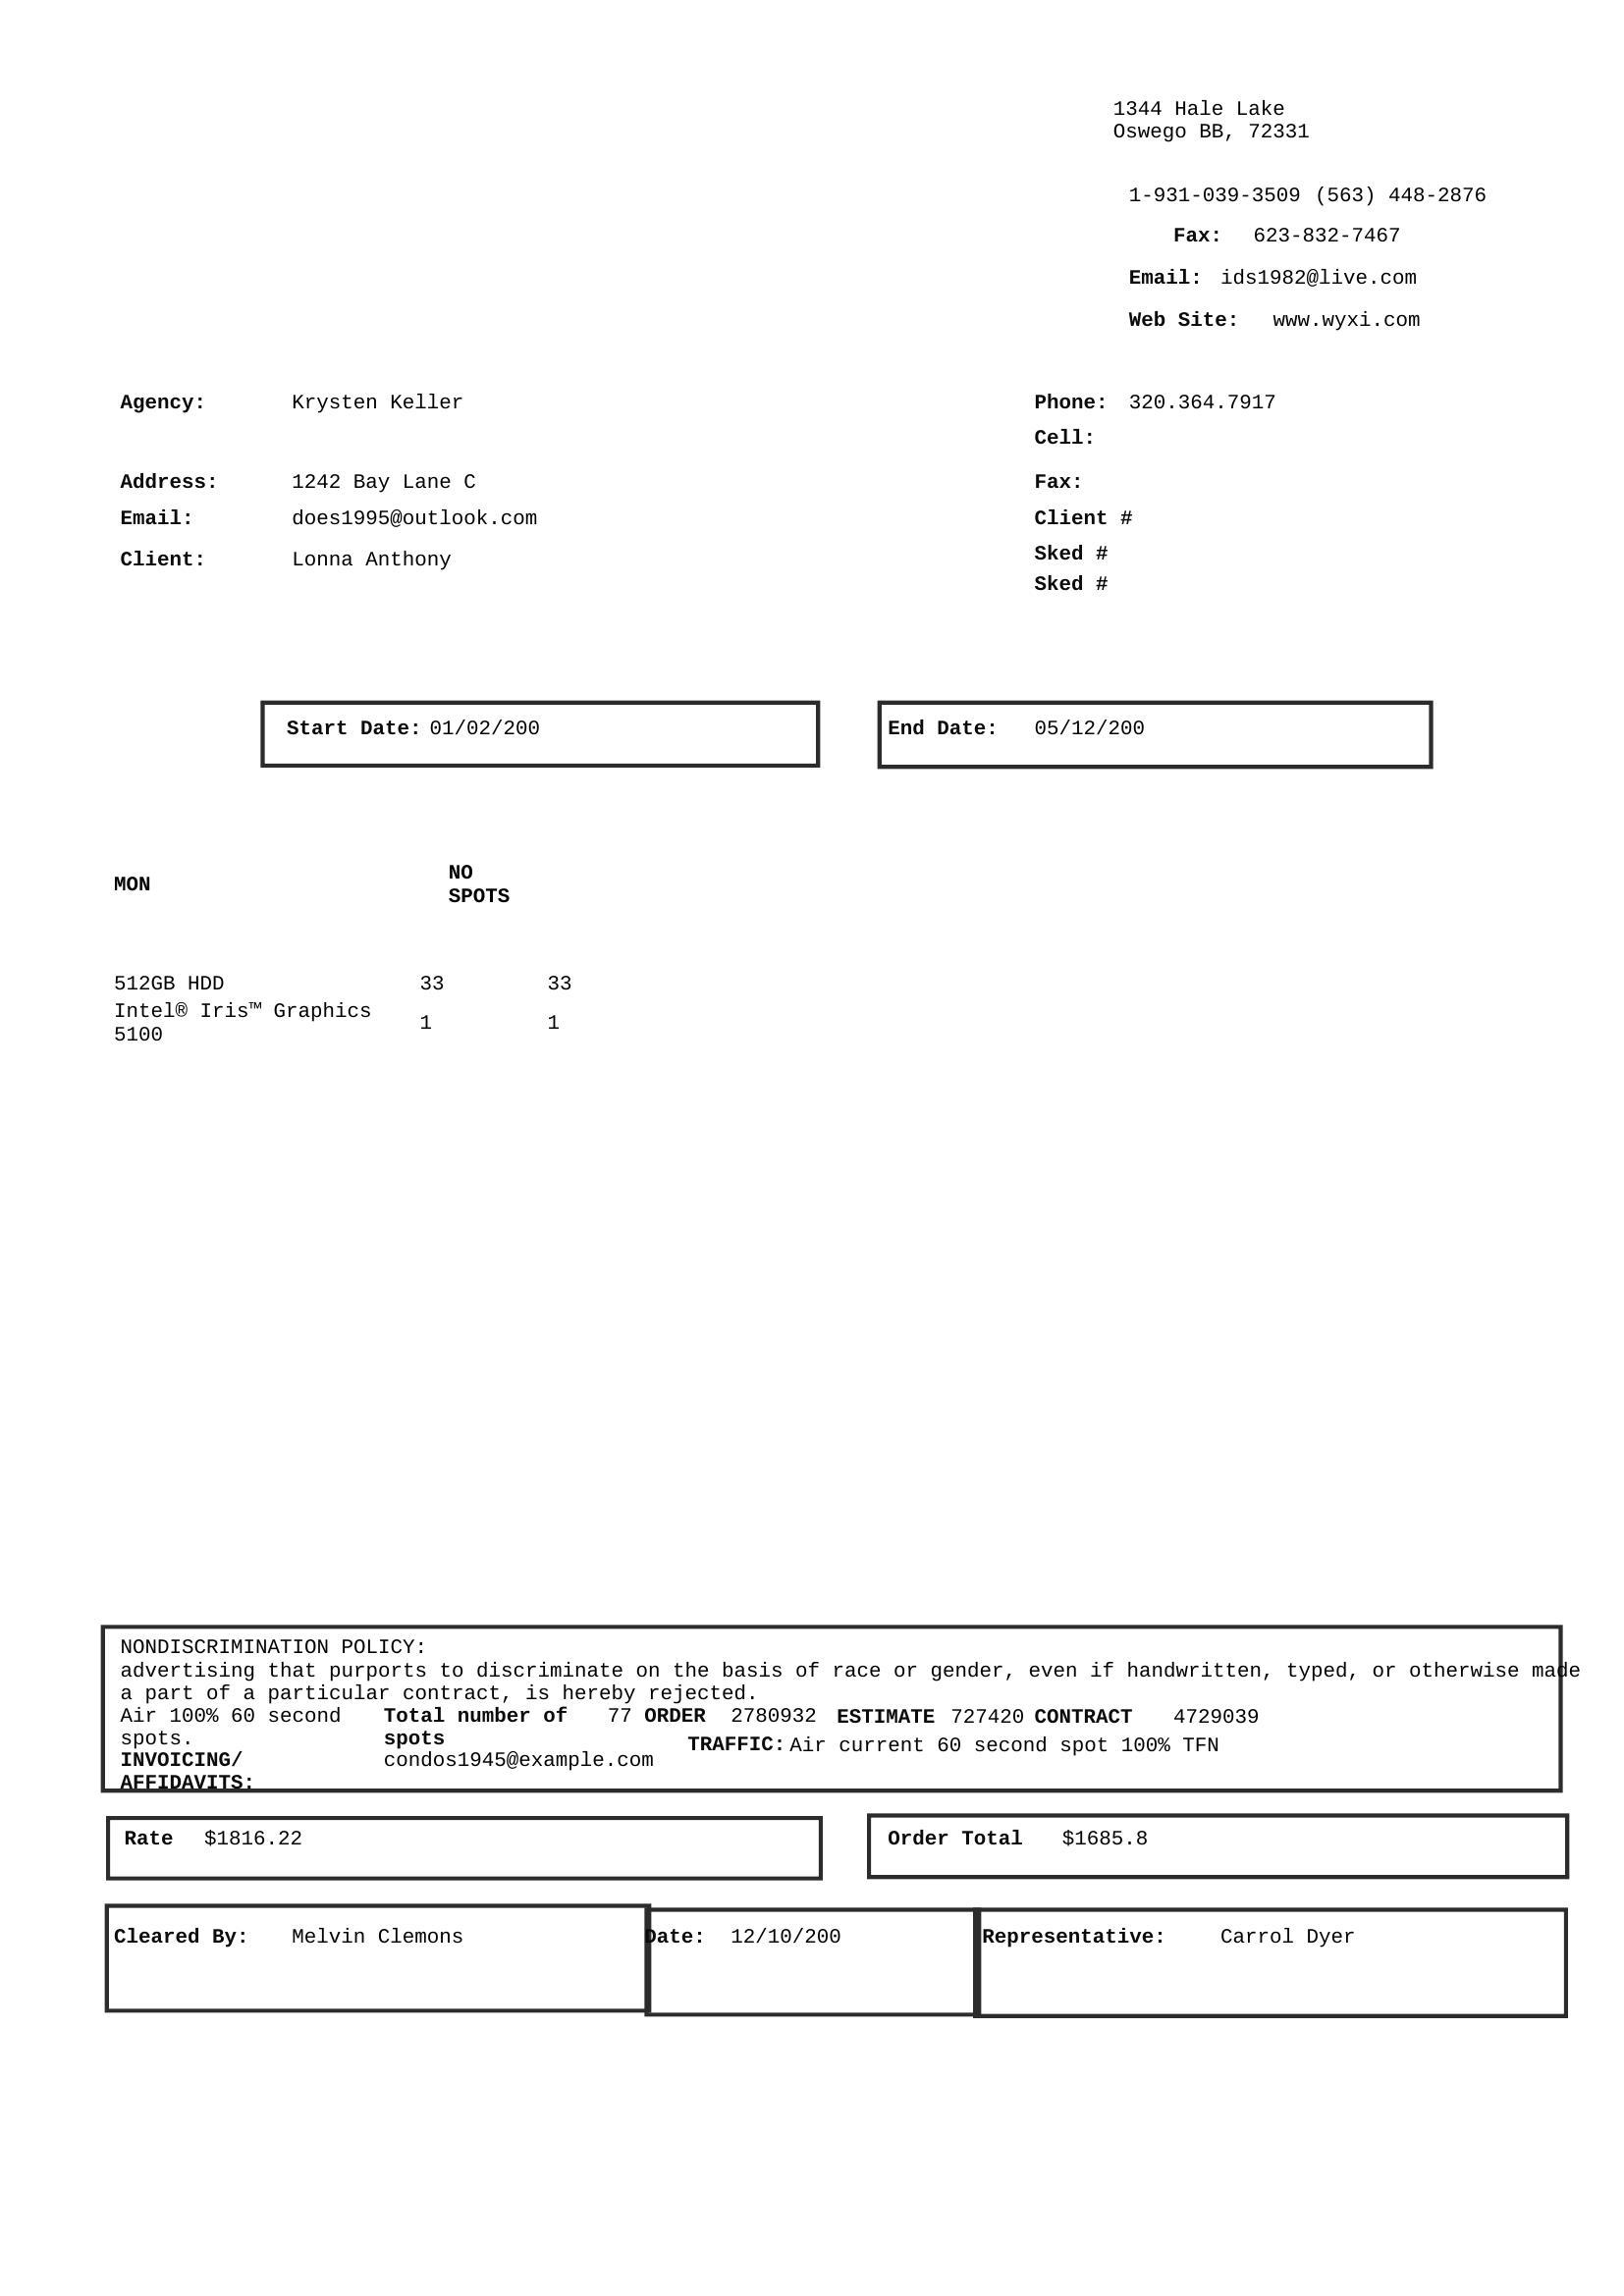 1344 Hale Lake
Oswego BB, 72331
1-931-039-3509 (563) 448-2876
Fax: 623-832-7467
Email: ids1982@live.com
Web Site: www.wyxi.com
Agency: Krysten Keller Phone: 320.364.7917
Cell:
Address: 1242 Bay Lane C Fax:
Email: does1995@outlook.com Client #
Client: Lonna Anthony Sked #
Sked #
Start Date: 01/02/200 End Date: 05/12/200
MON NO
SPOTS
512GB HDD 33 33
Intel® Iris™ Graphics
5100 1 1
NONDISCRIMINATION POLICY:
advertising that purports to discriminate on the basis of race or gender, even if handwritten, typed, or otherwise made
a part of a particular contract, is hereby rejected.
Air 100% 60 second Total number of 77 ORDER 2780932 ESTIMATE 727420 CONTRACT 4729039
spots. spots TRAFFIC: Air current 60 second spot 100% TFN
INVOICING/ condos1945@example.com
AFFIDAVITS:
Rate $1816.22 Order Total $1685.8
Cleared By: Melvin Clemons Date: 12/10/200 Representative: Carrol Dyer